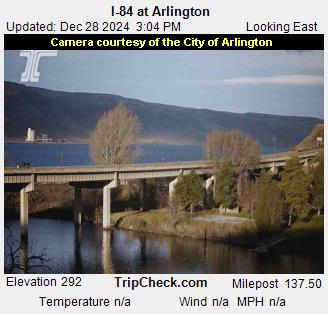 I-84 at Arlington
Updated: Dec 28 2024 3:04 PM Looking East
Camera courtesy of the City of Arlington
Elevation 292 TripCheck.com Milepost 137.50
Temperature n/a Wind n/a MPH n/a